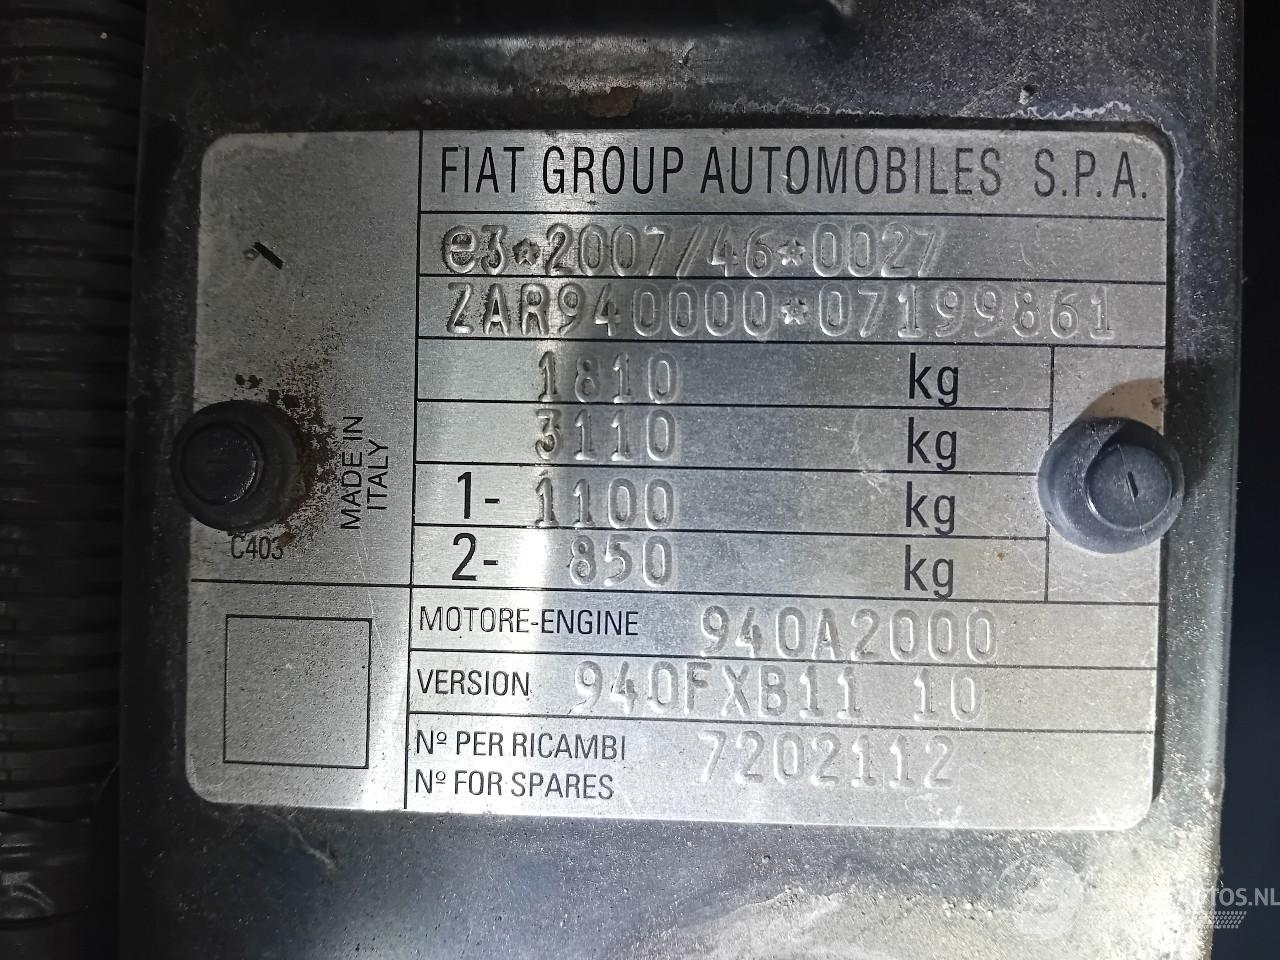 FIAT GROUP AUTOMOBILES S.P.A.
e3*2007/46*0027
ZAR940000*07199861
1810 kg
3110 kg
1- 1100 kg
2- 850 kg
MADE IN
ITALY
C403
MOTORE-ENGINE 940A2000
VERSION 940FXB11 10
Nº PER RICAMBI 7202112
Nº FOR SPARES